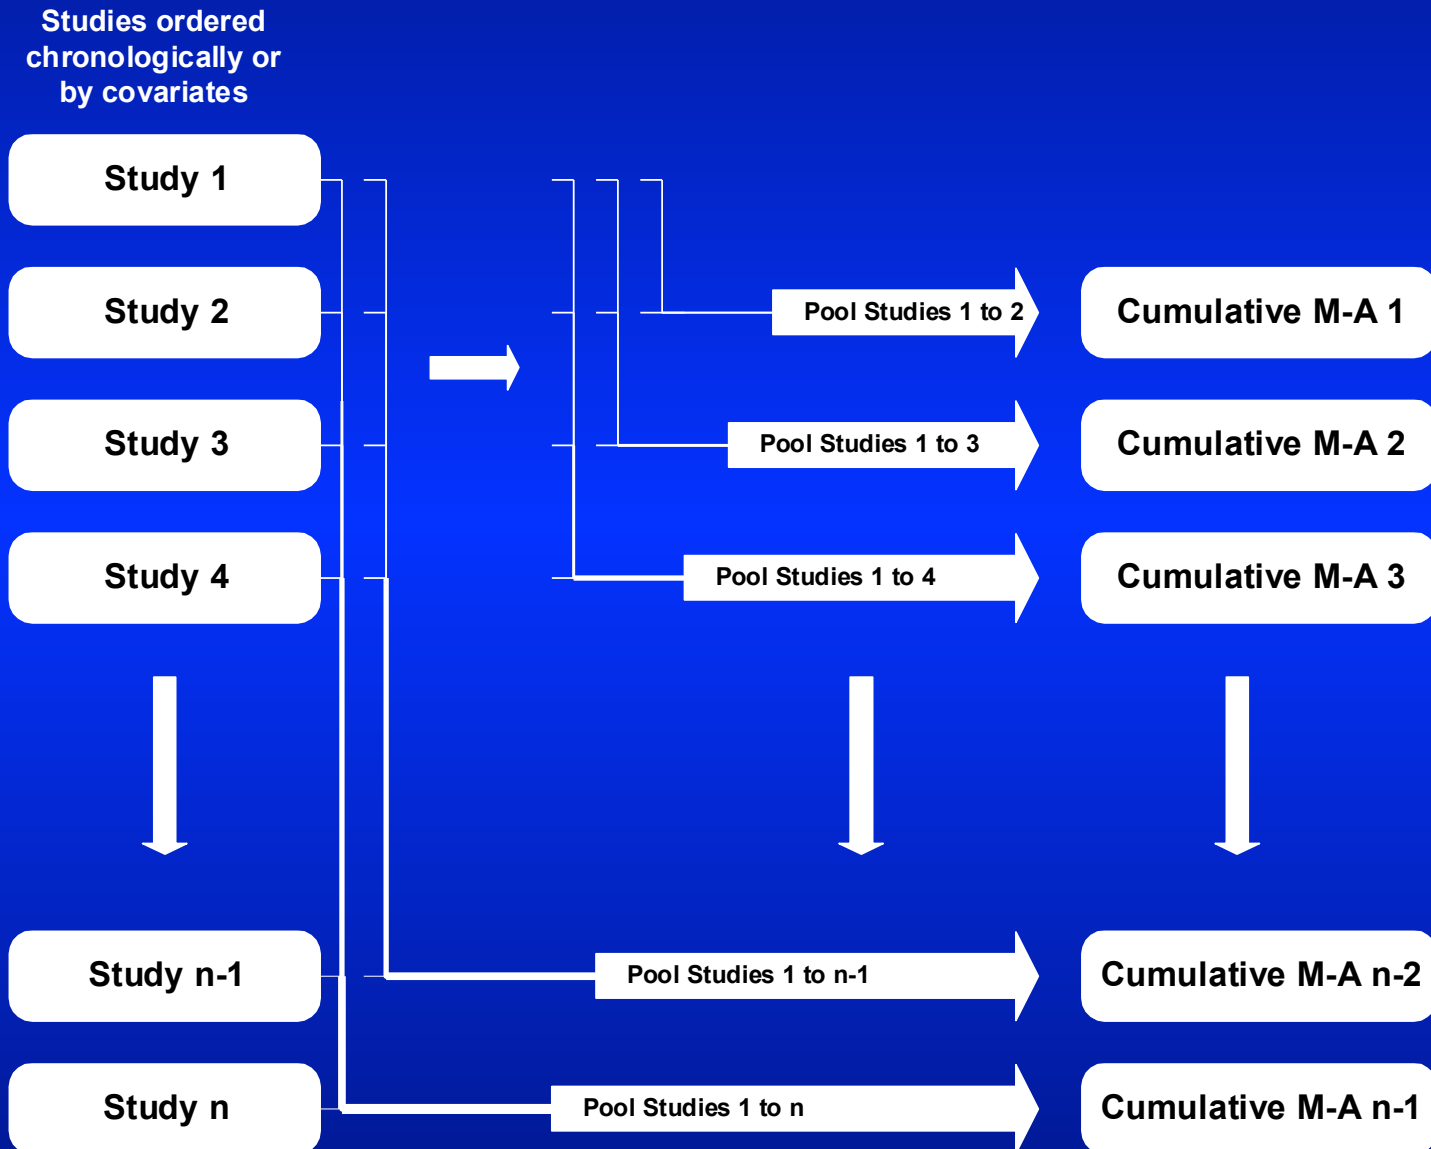 Studies ordered
chronologically or
by covariates
Study 1
Study 2
Pool Studies 1 to 2
Cumulative M-A 1
Study 3
Pool Studies 1 to 3
Cumulative M-A 2
Study 4
Pool Studies 1 to 4
Cumulative M-A 3
Study n-1
Pool Studies 1 to n-1
Cumulative M-A n-2
Study n
Pool Studies 1 to n
Cumulative M-A n-1